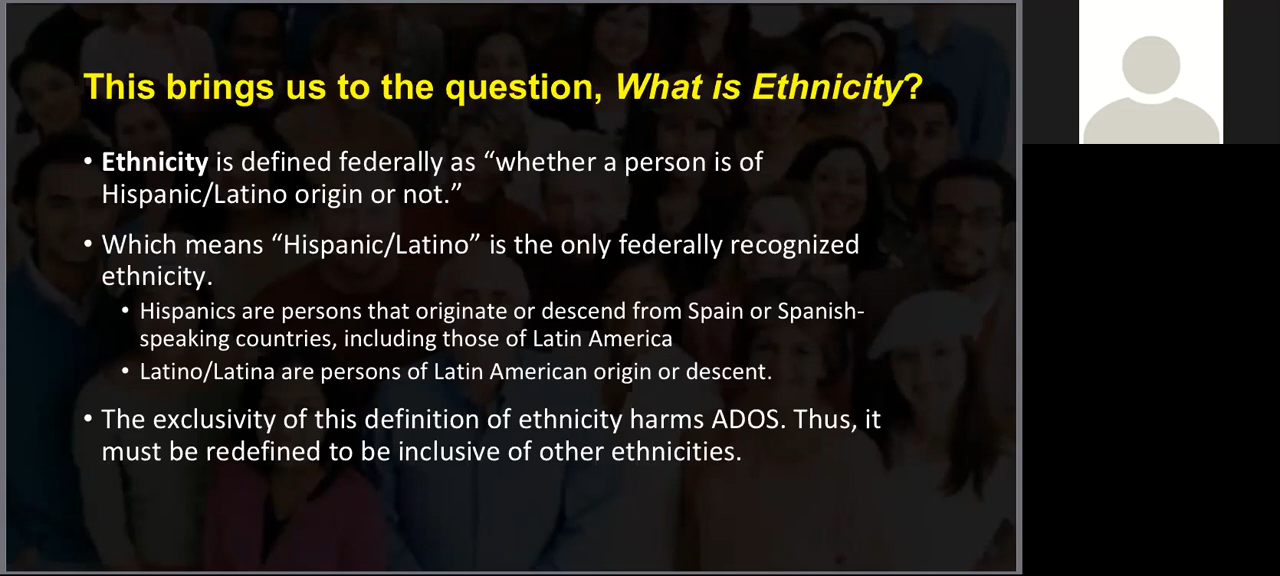 This brings us to the question, What is Ethnicity?
• Ethnicity is defined federally as “whether a person is of
Hispanic/Latino origin or not.”
• Which means “Hispanic/Latino” is the only federally recognized
ethnicity.
• Hispanics are persons that originate or descend from Spain or Spanish-
speaking countries, including those of Latin America
• Latino/Latina are persons of Latin American origin or descent.
• The exclusivity of this definition of ethnicity harms ADOS. Thus, it
must be redefined to be inclusive of other ethnicities.